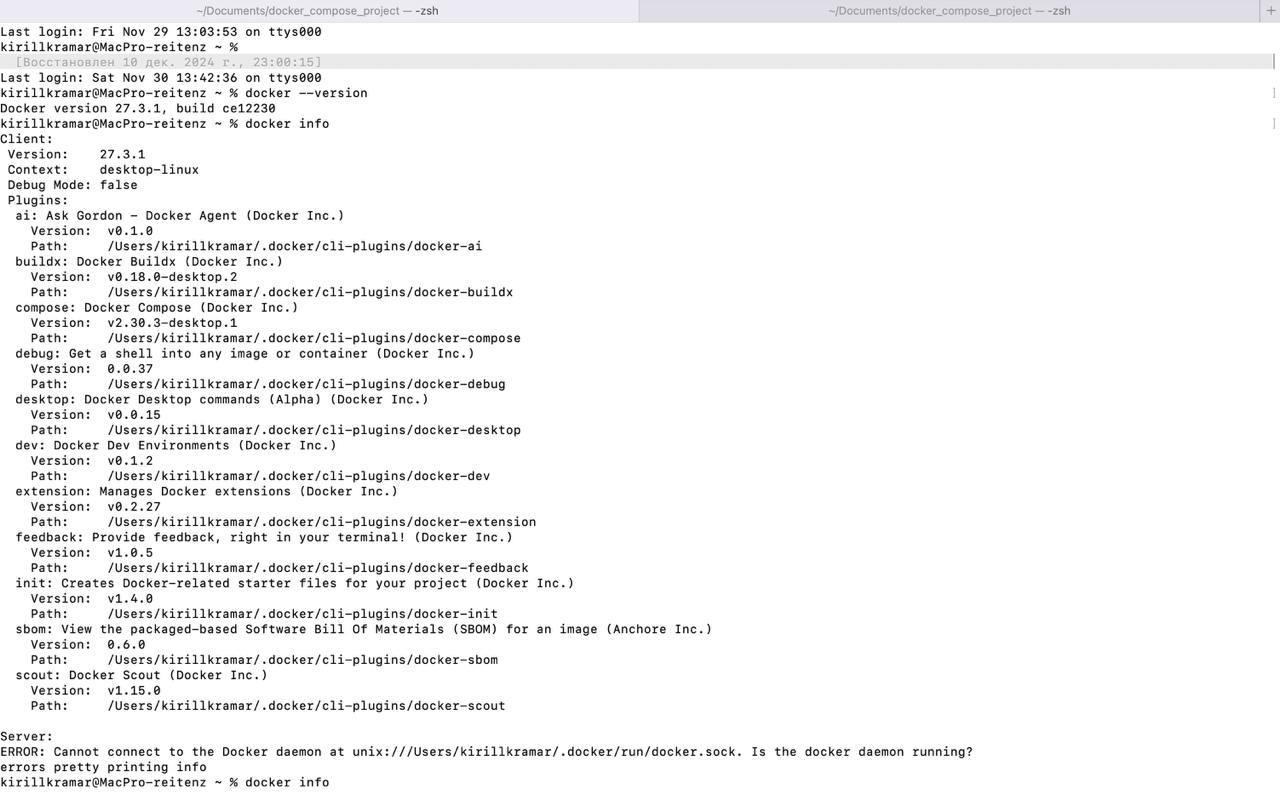 ~/Documents/docker_compose_project — -zsh
~/Documents/docker_compose_project — -zsh
+
Last login: Fri Nov 29 13:03:53 on ttys000
kirillkramar@MacPro-reitenz ~ %
[Восстановлен 10 дек. 2024 г., 23:00:15]
Last login: Sat Nov 30 13:42:36 on ttys000
kirillkramar@MacPro-reitenz ~ % docker --version
Docker version 27.3.1, build ce12230
kirillkramar@MacPro-reitenz ~ % docker info
Client:
 Version:    27.3.1
 Context:    desktop-linux
 Debug Mode: false
 Plugins:
  ai: Ask Gordon - Docker Agent (Docker Inc.)
    Version:  v0.1.0
    Path:     /Users/kirillkramar/.docker/cli-plugins/docker-ai
  buildx: Docker Buildx (Docker Inc.)
    Version:  v0.18.0-desktop.2
    Path:     /Users/kirillkramar/.docker/cli-plugins/docker-buildx
  compose: Docker Compose (Docker Inc.)
    Version:  v2.30.3-desktop.1
    Path:     /Users/kirillkramar/.docker/cli-plugins/docker-compose
  debug: Get a shell into any image or container (Docker Inc.)
    Version:  0.0.37
    Path:     /Users/kirillkramar/.docker/cli-plugins/docker-debug
  desktop: Docker Desktop commands (Alpha) (Docker Inc.)
    Version:  v0.0.15
    Path:     /Users/kirillkramar/.docker/cli-plugins/docker-desktop
  dev: Docker Dev Environments (Docker Inc.)
    Version:  v0.1.2
    Path:     /Users/kirillkramar/.docker/cli-plugins/docker-dev
  extension: Manages Docker extensions (Docker Inc.)
    Version:  v0.2.27
    Path:     /Users/kirillkramar/.docker/cli-plugins/docker-extension
  feedback: Provide feedback, right in your terminal! (Docker Inc.)
    Version:  v1.0.5
    Path:     /Users/kirillkramar/.docker/cli-plugins/docker-feedback
  init: Creates Docker-related starter files for your project (Docker Inc.)
    Version:  v1.4.0
    Path:     /Users/kirillkramar/.docker/cli-plugins/docker-init
  sbom: View the packaged-based Software Bill Of Materials (SBOM) for an image (Anchore Inc.)
    Version:  0.6.0
    Path:     /Users/kirillkramar/.docker/cli-plugins/docker-sbom
  scout: Docker Scout (Docker Inc.)
    Version:  v1.15.0
    Path:     /Users/kirillkramar/.docker/cli-plugins/docker-scout
Server:
ERROR: Cannot connect to the Docker daemon at unix:///Users/kirillkramar/.docker/run/docker.sock. Is the docker daemon running?
errors pretty printing info
kirillkramar@MacPro-reitenz ~ % docker info